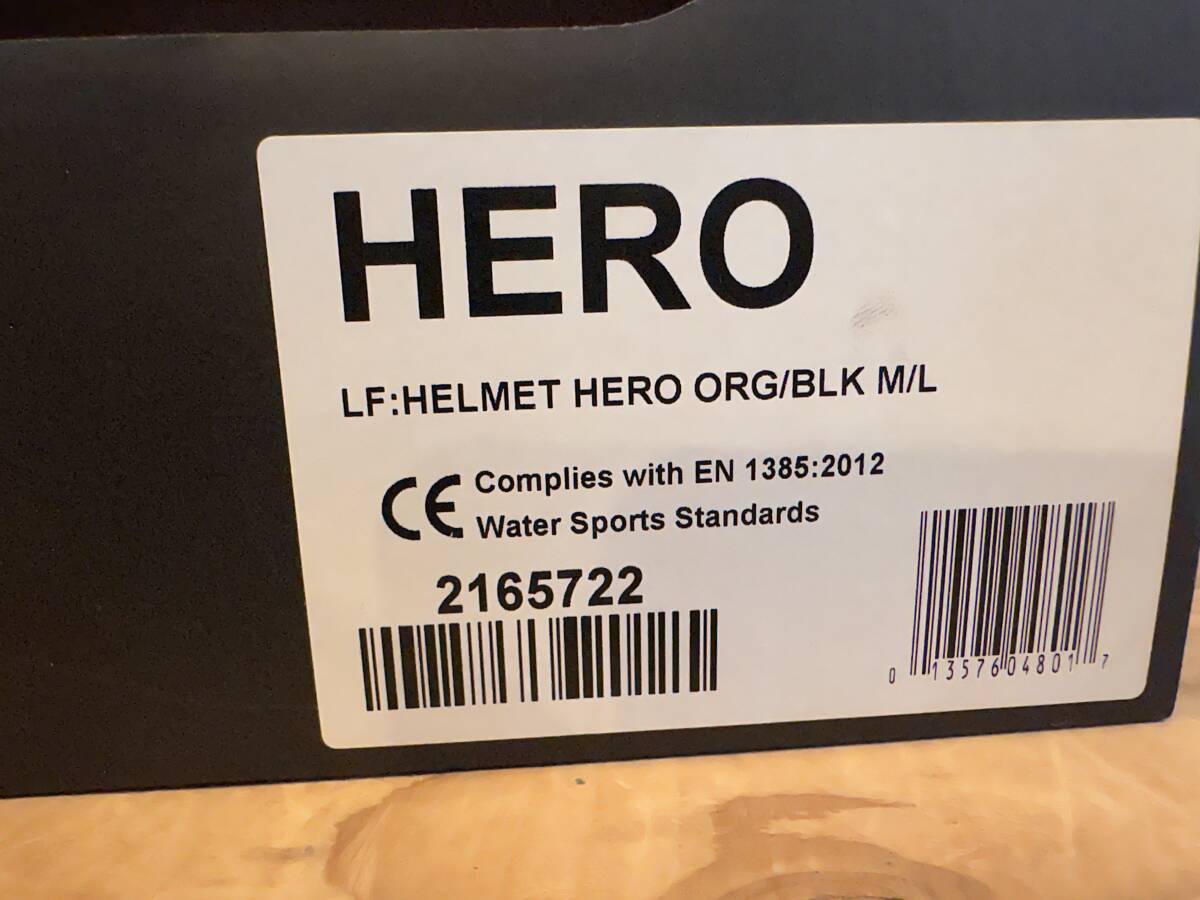 HERO
LF:HELMET HERO ORG/BLK M/L
CE Complies with EN 1385:2012
Water Sports Standards
2165722
0 13576 04801 7